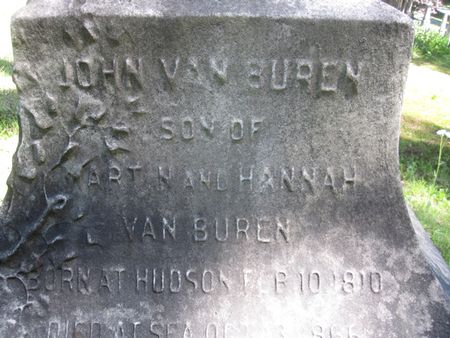 JOHN VAN BUREN
SON OF
MARTIN AND HANNAH
VAN BUREN
BORN AT HUDSON FEB 10, 1810
DIED AT SEA OCT